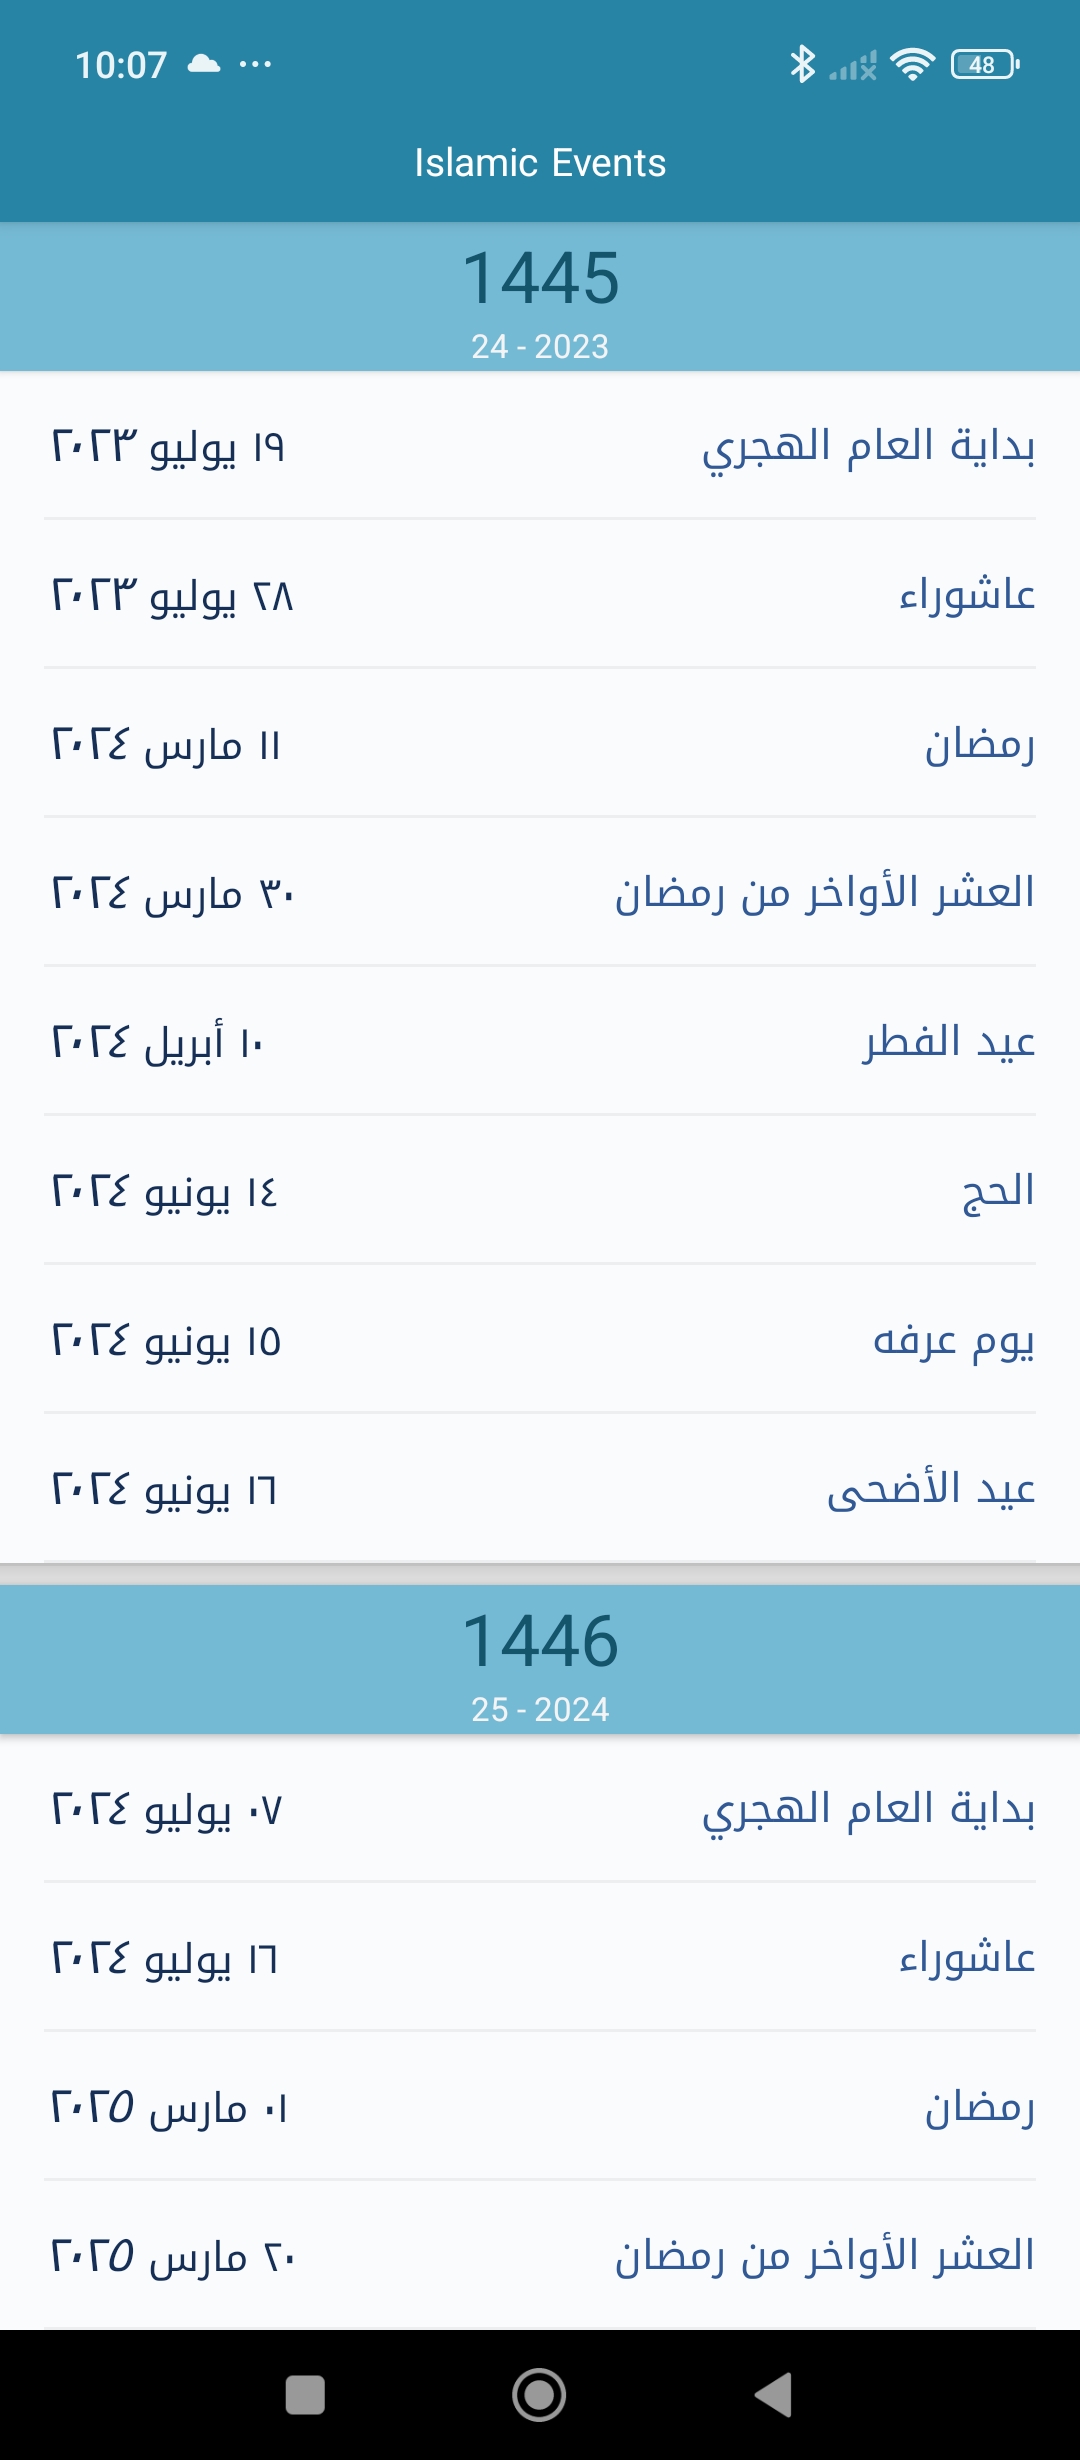 10:07 ...
48
Islamic Events
1445
24 - 2023
بداية العام الهجري ١٩ يوليو ٢٠٢٣
عاشوراء ٢٨ يوليو ٢٠٢٣
رمضان ١١ مارس ٢٠٢٤
العشر الأواخر من رمضان ٣٠ مارس ٢٠٢٤
عيد الفطر ١٠ أبريل ٢٠٢٤
الحج ١٤ يونيو ٢٠٢٤
يوم عرفه ١٥ يونيو ٢٠٢٤
عيد الأضحى ١٦ يونيو ٢٠٢٤
1446
25 - 2024
بداية العام الهجري ٠٧ يوليو ٢٠٢٤
عاشوراء ١٦ يوليو ٢٠٢٤
رمضان ٠١ مارس ٢٠٢٥
العشر الأواخر من رمضان ٢٠ مارس ٢٠٢٥